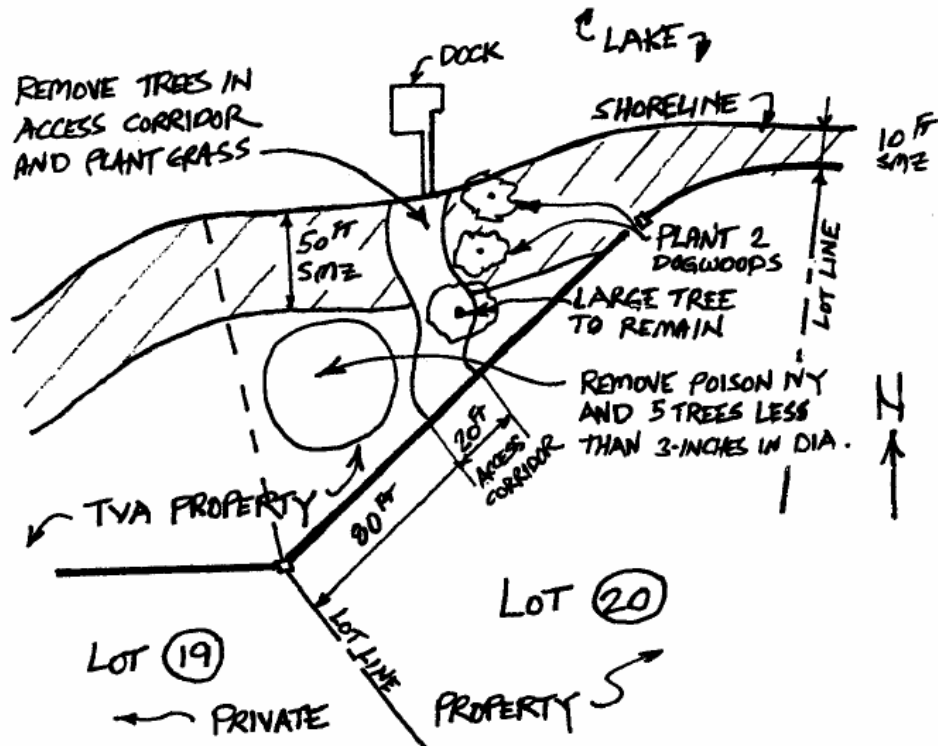 LAKE
DOCK
REMOVE TREES IN
ACCESS CORRIDOR
AND PLANT GRASS
SHORELINE
10 FT
SMZ
50 FT
SMZ
PLANT 2
DOGWOODS
LOT LINE
LARGE TREE
TO REMAIN
REMOVE POISON IVY
AND 5 TREES LESS
THAN 3-INCHES IN DIA.
N
20 FT
ACCESS
CORRIDOR
80 FT
TVA PROPERTY
LOT 20
LOT LINE
LOT 19
PRIVATE
PROPERTY